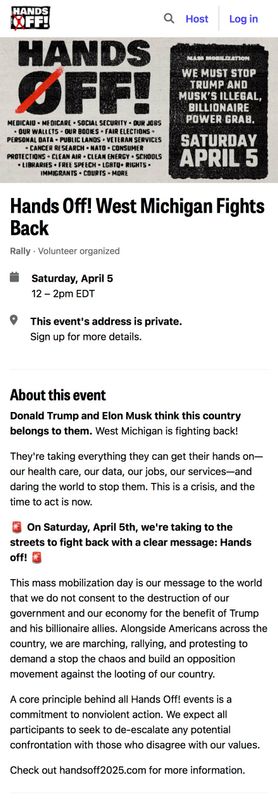 HANDS
OFF!
Host
Log in
HANDS
OFF!
MEDICAID • MEDICARE • SOCIAL SECURITY • OUR JOBS
• OUR WALLETS • OUR BODIES • FAIR ELECTIONS •
PERSONAL DATA • PUBLIC LANDS • VETERAN SERVICES
• CANCER RESEARCH • NATO • CONSUMER
PROTECTIONS • CLEAN AIR • CLEAN ENERGY • SCHOOLS
• LIBRARIES • FREE SPEECH • LGBTQ+ RIGHTS •
IMMIGRANTS • COURTS • MORE
MASS MOBILIZATION
WE MUST STOP
TRUMP AND
MUSK'S ILLEGAL,
BILLIONAIRE
POWER GRAB.
SATURDAY
APRIL 5
Hands Off! West Michigan Fights
Back
Rally · Volunteer organized
Saturday, April 5
12 – 2pm EDT
This event's address is private.
Sign up for more details.
About this event
Donald Trump and Elon Musk think this country
belongs to them. West Michigan is fighting back!
They're taking everything they can get their hands on—
our health care, our data, our jobs, our services—and
daring the world to stop them. This is a crisis, and the
time to act is now.
🚨 On Saturday, April 5th, we're taking to the
streets to fight back with a clear message: Hands
off! 🚨
This mass mobilization day is our message to the world
that we do not consent to the destruction of our
government and our economy for the benefit of Trump
and his billionaire allies. Alongside Americans across the
country, we are marching, rallying, and protesting to
demand a stop the chaos and build an opposition
movement against the looting of our country.
A core principle behind all Hands Off! events is a
commitment to nonviolent action. We expect all
participants to seek to de-escalate any potential
confrontation with those who disagree with our values.
Check out handsoff2025.com for more information.